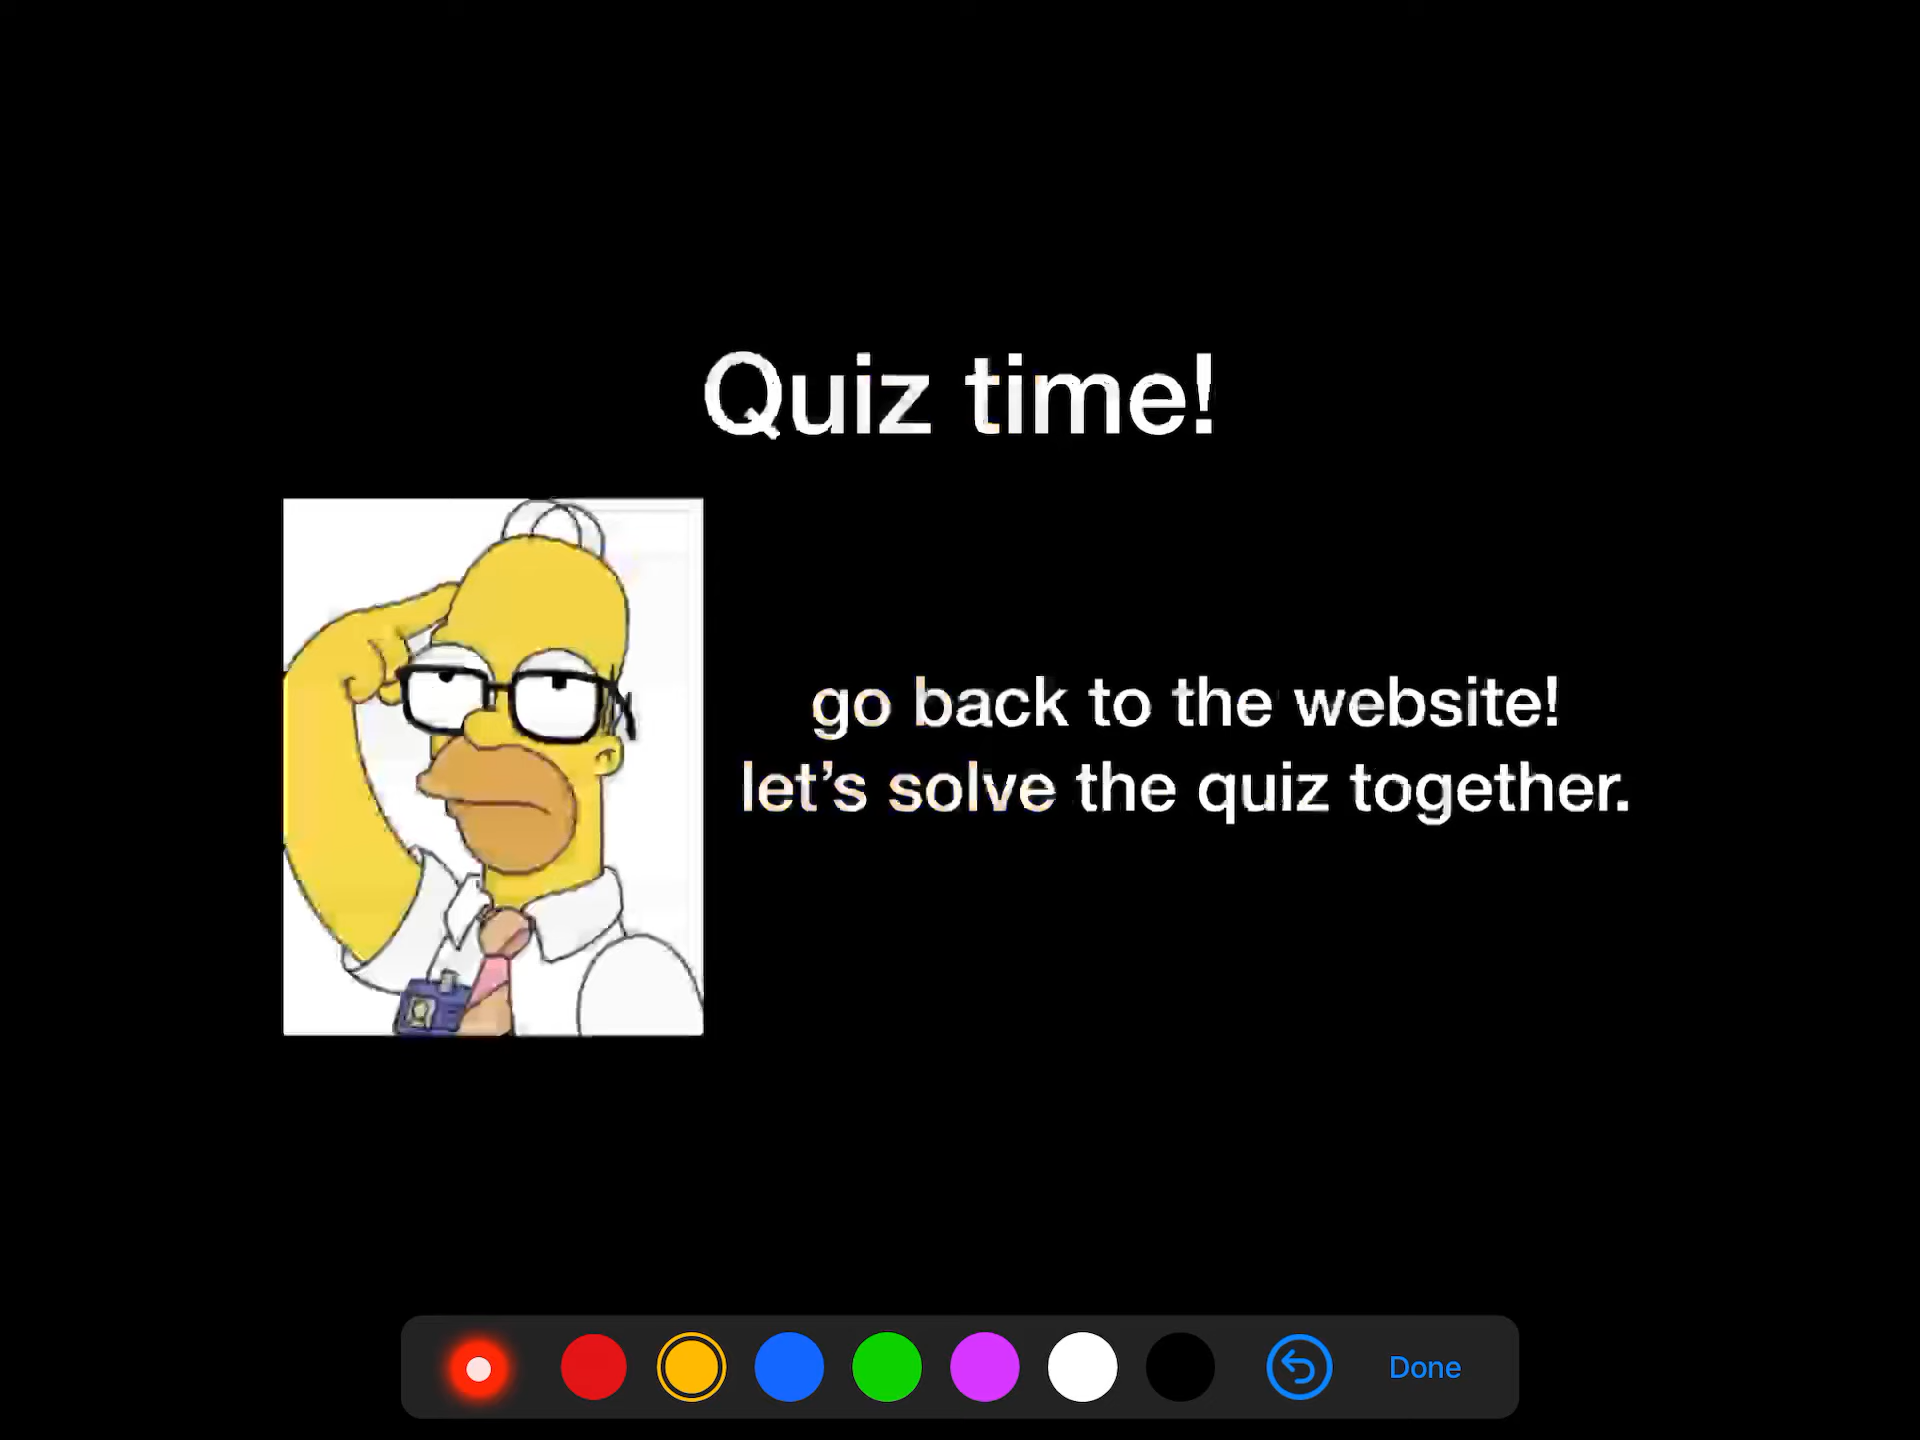 Quiz time!
go back to the website!
let’s solve the quiz together.
Done